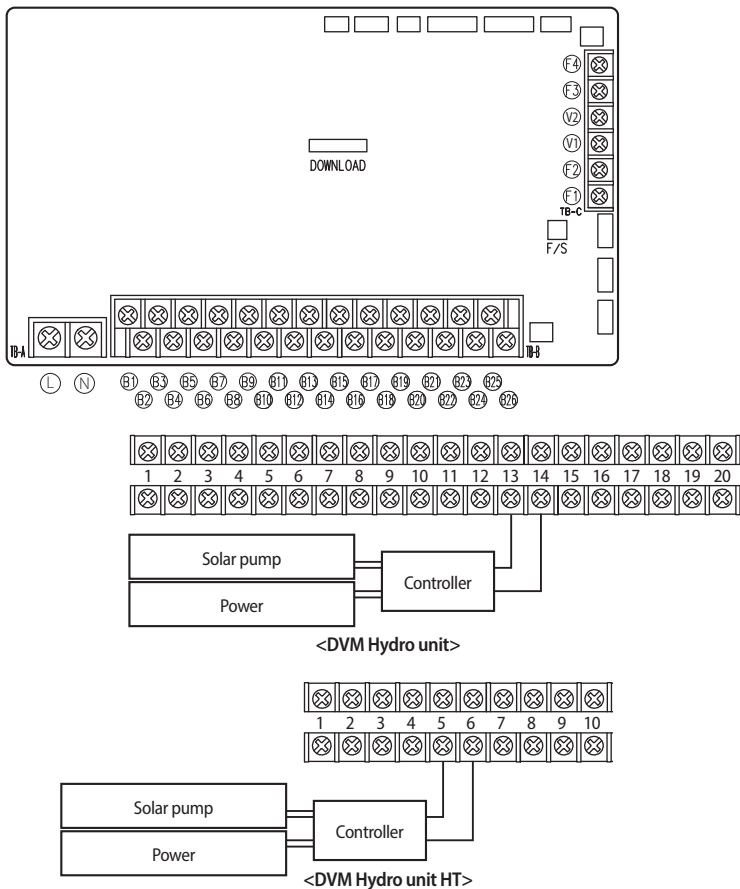 F4
F3
V2
DOWNLOAD
V1
F2
F1
TB-C
F/S
TB-A
TB-B
L N B1 B3 B5 B7 B9 B11 B13 B15 B17 B19 B21 B23 B25
B2 B4 B6 B8 B10 B12 B14 B16 B18 B20 B22 B24 B26
1 2 3 4 5 6 7 8 9 10 11 12 13 14 15 16 17 18 19 20
Solar pump
Controller
Power
<DVM Hydro unit>
1 2 3 4 5 6 7 8 9 10
Solar pump
Controller
Power
<DVM Hydro unit HT>